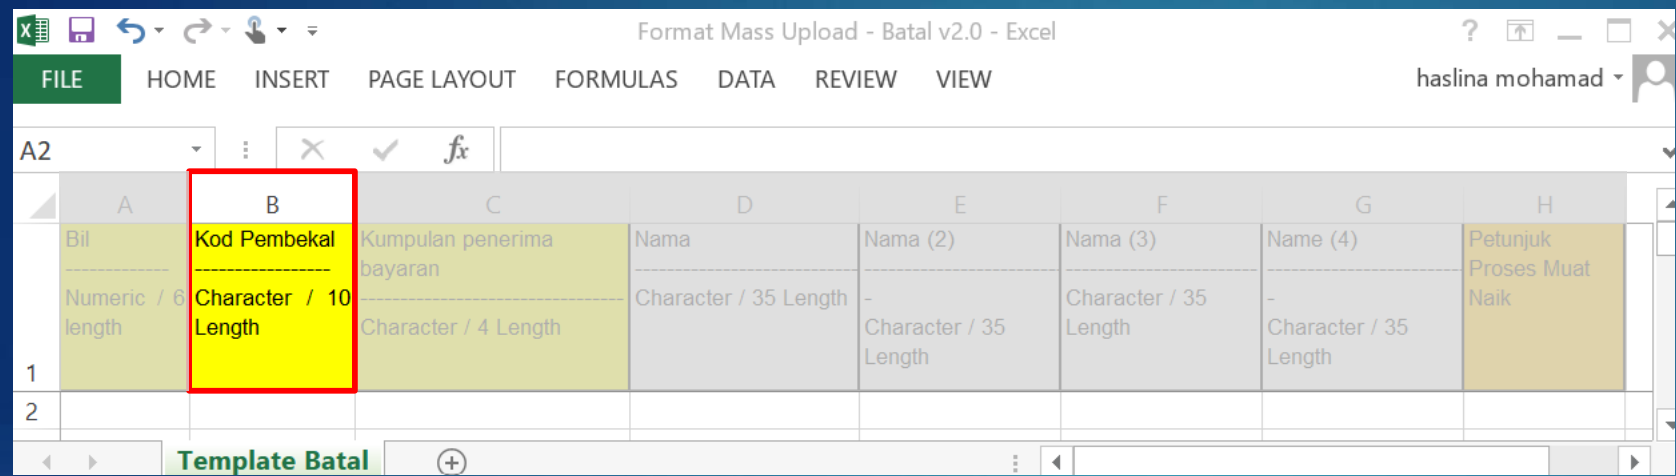 Format Mass Upload - Batal v2.0 - Excel ?
FILE HOME INSERT PAGE LAYOUT FORMULAS DATA REVIEW VIEW haslina mohamad
A2 fx
A B C D E F G H
1
Bil
-------------
Numeric / 6
length
Kod Pembekal
-----------------
Character / 10
Length
Kumpulan penerima
bayaran
---------------------------------
Character / 4 Length
Nama
----------------------------
Character / 35 Length
Nama (2)
-------------------------
-
Character / 35
Length
Nama (3)
------------------------
Character / 35
Length
Name (4)
-------------------------
-
Character / 35
Length
Petunjuk
Proses Muat
Naik
2
Template Batal